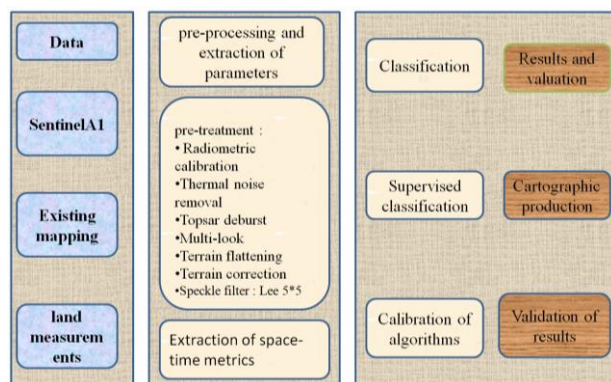 Data
SentinelA1
Existing
mapping
land
measurem
ents
pre-processing and
extraction of
parameters
pre-treatment :
• Radiometric
calibration
•Thermal noise
removal
•Topsar deburst
•Multi-look
•Terrain flattening
•Terrain correction
•Speckle filter : Lee 5*5
Extraction of space-
time metrics
Classification
Supervised
classification
Calibration of
algorithms
Results and
valuation
Cartographic
production
Validation of
results